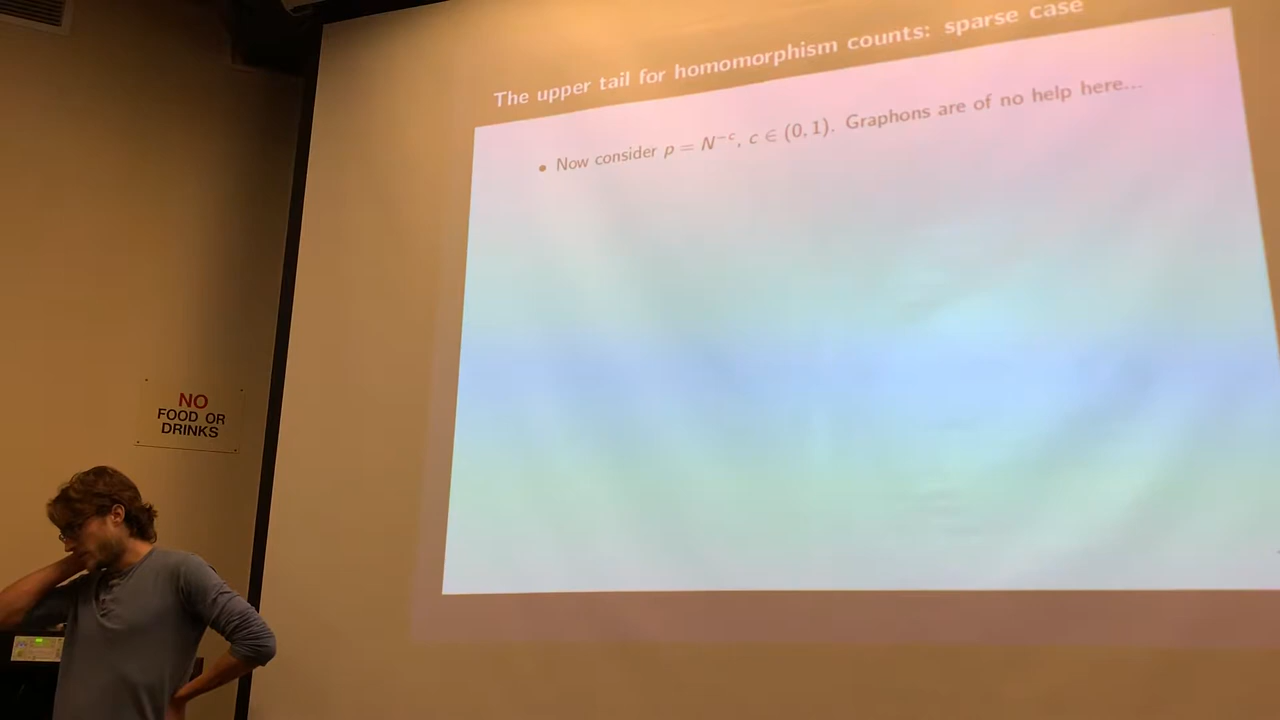 The upper tail for homomorphism counts: sparse case
• Now consider p = N⁻ᶜ, c ∈ (0, 1). Graphons are of no help here...
NO
FOOD OR
DRINKS